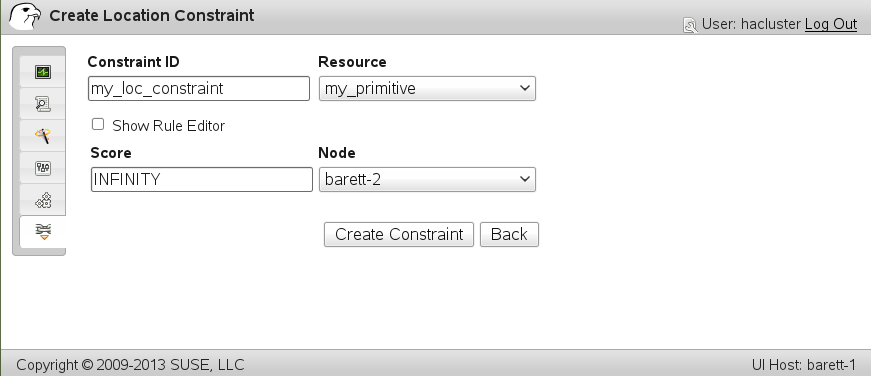 Create Location Constraint
User: hacluster Log Out
Constraint ID Resource
my_loc_constraint my_primitive
Show Rule Editor
Score Node
INFINITY barett-2
Create Constraint Back
Copyright © 2009-2013 SUSE, LLC UI Host: barett-1